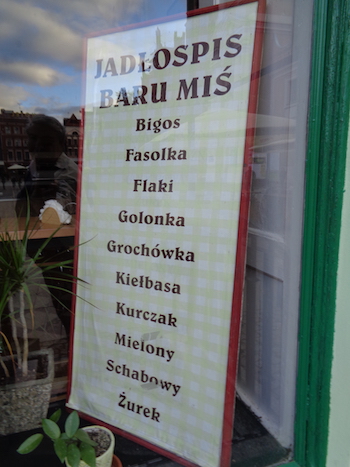 JADŁOSPIS
BARU MIŚ
Bigos
Fasolka
Flaki
Golonka
Grochówka
Kiełbasa
Kurczak
Mielony
Schabowy
Żurek